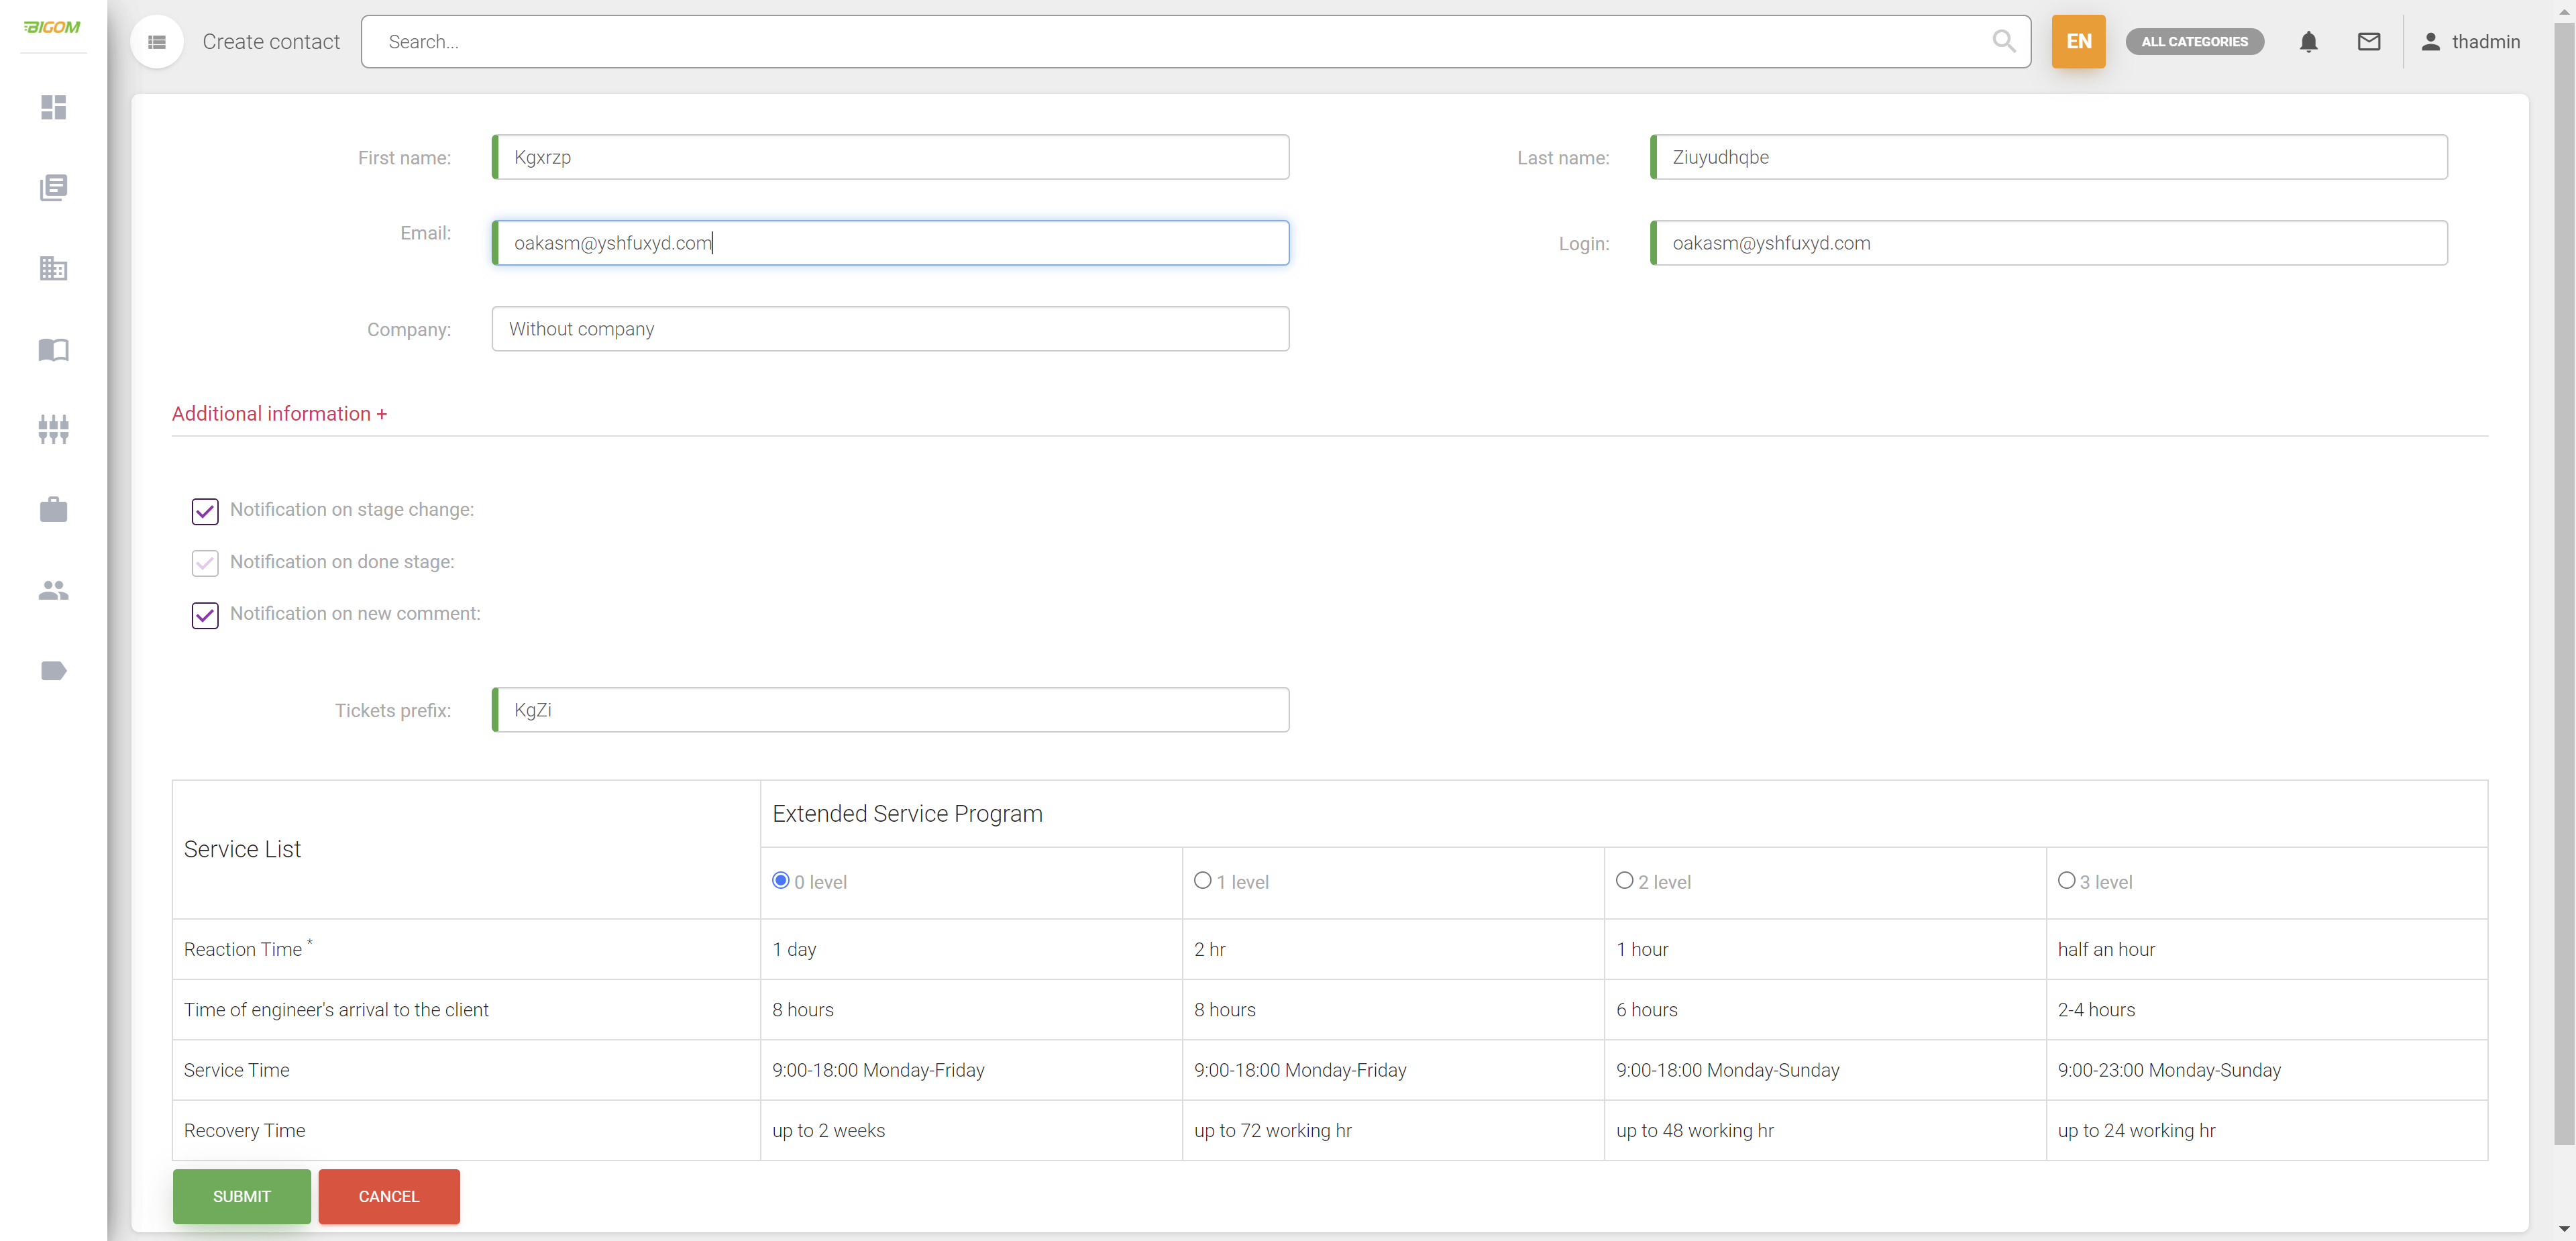 BIGOM
Create contact
Search...
EN
ALL CATEGORIES
thadmin
First name:
Kgxrzp
Last name:
Ziuyudhqbe
Email:
oakasm@yshfuxyd.com
Login:
oakasm@yshfuxyd.com
Company:
Without company
Additional information +
Notification on stage change:
Notification on done stage:
Notification on new comment:
Tickets prefix:
KgZi
Service List
Extended Service Program
0 level
1 level
2 level
3 level
Reaction Time *
1 day
2 hr
1 hour
half an hour
Time of engineer's arrival to the client
8 hours
8 hours
6 hours
2-4 hours
Service Time
9:00-18:00 Monday-Friday
9:00-18:00 Monday-Friday
9:00-18:00 Monday-Sunday
9:00-23:00 Monday-Sunday
Recovery Time
up to 2 weeks
up to 72 working hr
up to 48 working hr
up to 24 working hr
SUBMIT
CANCEL